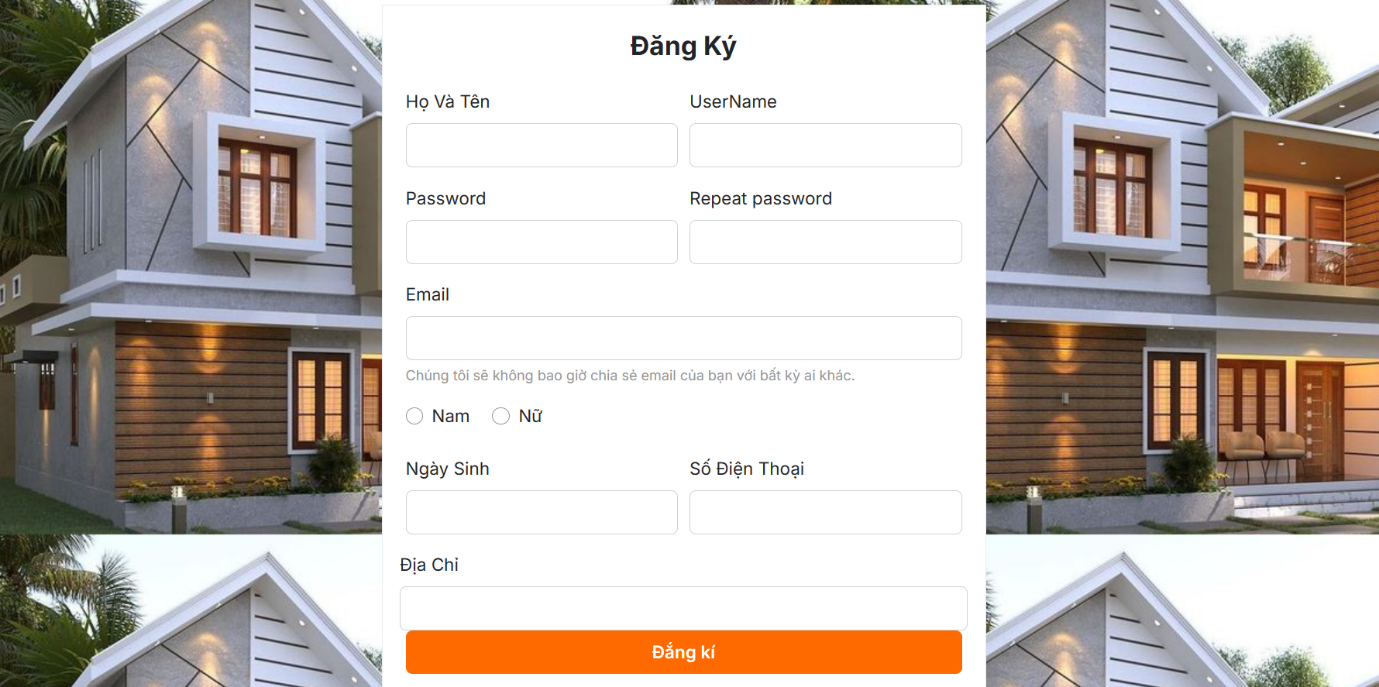 Đăng Ký
Họ Và Tên UserName
Password Repeat password
Email
Chúng tôi sẽ không bao giờ chia sẻ email của bạn với bất kỳ ai khác.
Nam Nữ
Ngày Sinh Số Điện Thoại
Địa Chỉ
Đắng kí